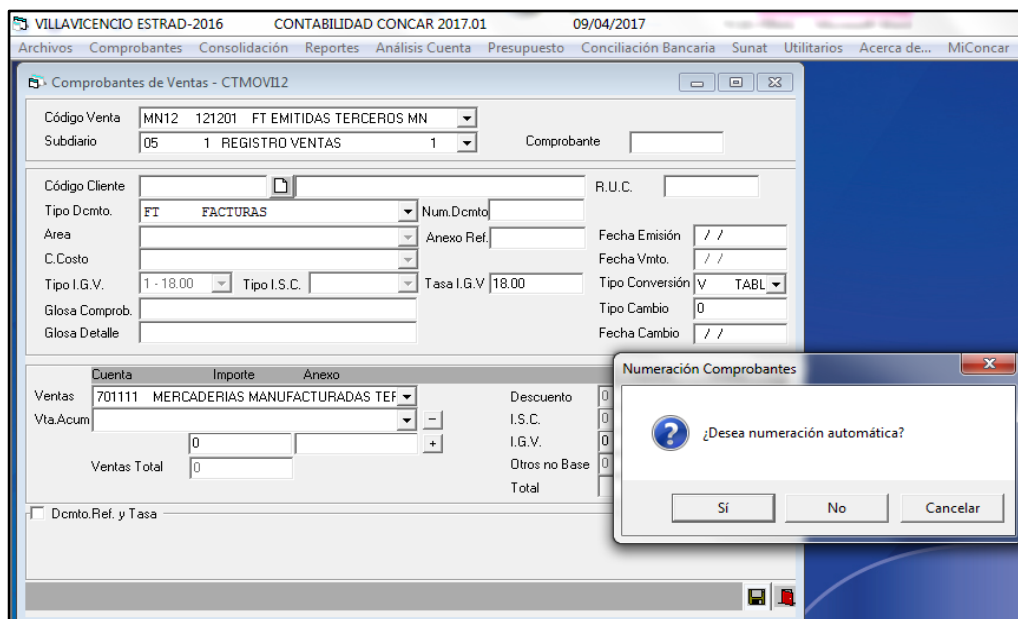 VILLAVICENCIO ESTRAD-2016 CONTABILIDAD CONCAR 2017.01 09/04/2017
Archivos Comprobantes Consolidación Reportes Análisis Cuenta Presupuesto Conciliación Bancaria Sunat Utilitarios Acerca de... MiConcar
Comprobantes de Ventas - CTMOVI12
Código Venta MN12 121201 FT EMITIDAS TERCEROS MN
Subdiario 05 1 REGISTRO VENTAS 1 Comprobante
Código Cliente R.U.C.
Tipo Dcmto. FT FACTURAS Num.Dcmto
Area Anexo Ref. Fecha Emisión / /
C.Costo Fecha Vmto. / /
Tipo I.G.V. 1 - 18.00 Tipo I.S.C. Tasa I.G.V 18.00 Tipo Conversión V TABL
Glosa Comprob. Tipo Cambio 0
Glosa Detalle Fecha Cambio / /
Cuenta Importe Anexo
Ventas 701111 MERCADERIAS MANUFACTURADAS TER Descuento 0
Vta.Acum - I.S.C. 0
0 + I.G.V. 0
Ventas Total 0 Otros no Base 0
Total
Dcmto.Ref. y Tasa
Numeración Comprobantes
¿Desea numeración automática?
Sí No Cancelar